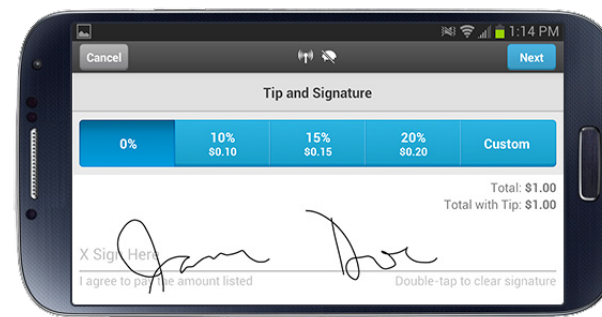 1:14 PM
Cancel
Next
Tip and Signature
0%
10%
$0.10
15%
$0.15
20%
$0.20
Custom
Total: $1.00
Total with Tip: $1.00
X Sign Here
I agree to pay the amount listed
Double-tap to clear signature